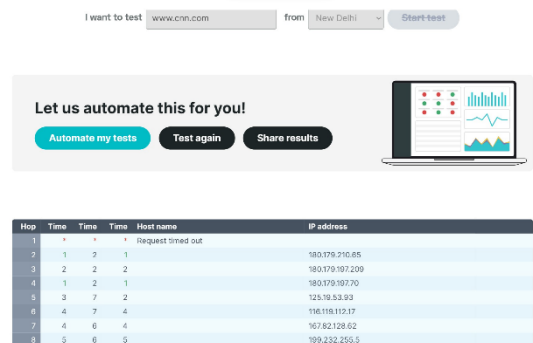 I want to test www.cnn.com from New Delhi Start test
Let us automate this for you!
Automate my tests Test again Share results
Hop Time Time Time Host name IP address
1 * * * Request timed out
2 1 2 1 180.179.210.65
3 2 2 2 180.179.197.209
4 1 2 1 180.179.197.70
5 3 7 2 125.19.53.93
6 4 7 4 116.119.112.17
7 4 6 4 167.82.128.62
8 5 6 5 199.232.255.5